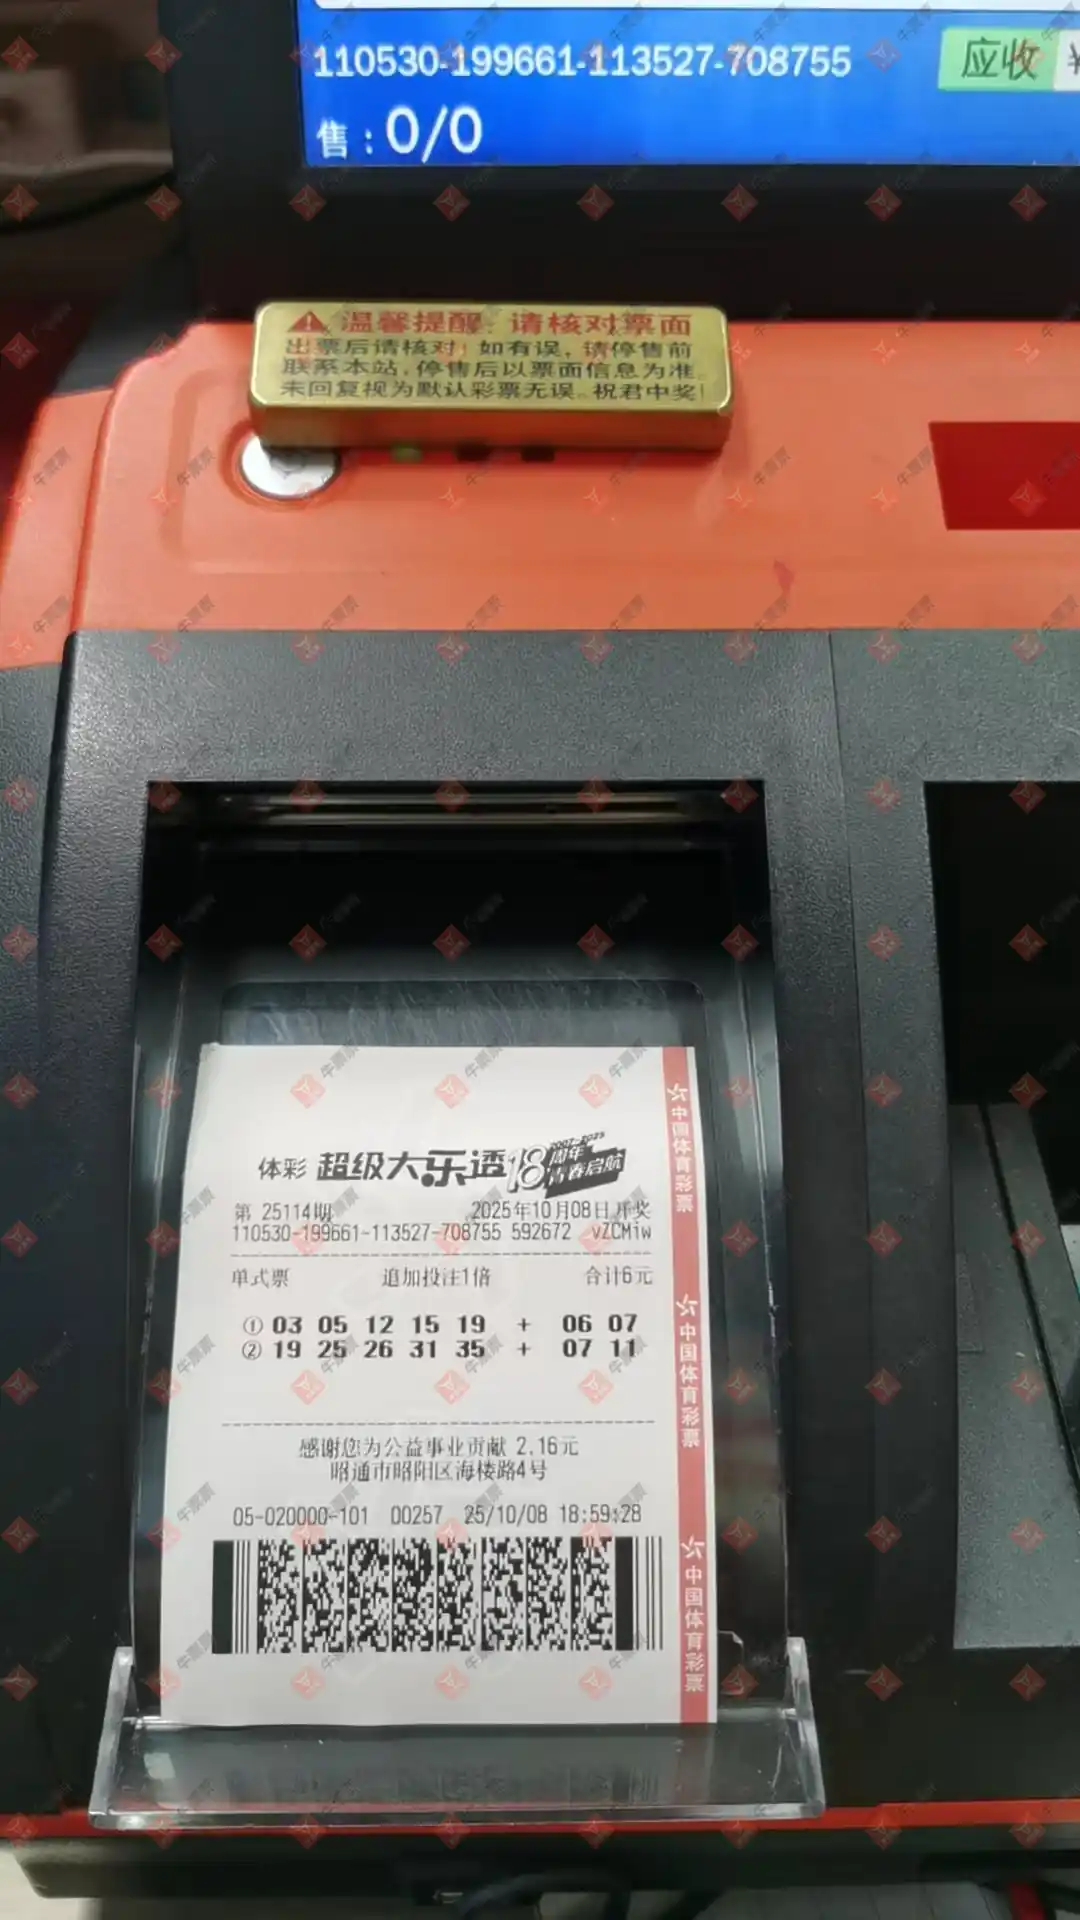 110530-199661-113527-708755
应收
售：0/0
温馨提醒：请核对票面
出票后请核对！如有误，请停售前
联系本站，停售后以票面信息为准。
未回复视为默认彩票无误。祝君中奖！
体彩 超级大乐透 18周年 青春启航
2007-2025
第 25114期 2025年10月08日开奖
110530-199661-113527-708755 592672 vZCMiw
单式票 追加投注1倍 合计6元
① 03 05 12 15 19 + 06 07
② 19 25 26 31 35 + 07 11
感谢您为公益事业贡献 2.16元
昭通市昭阳区海楼路4号
05-020000-101 00257 25/10/08 18:59:28
中国体育彩票
中国体育彩票
中国体育彩票
牛票票